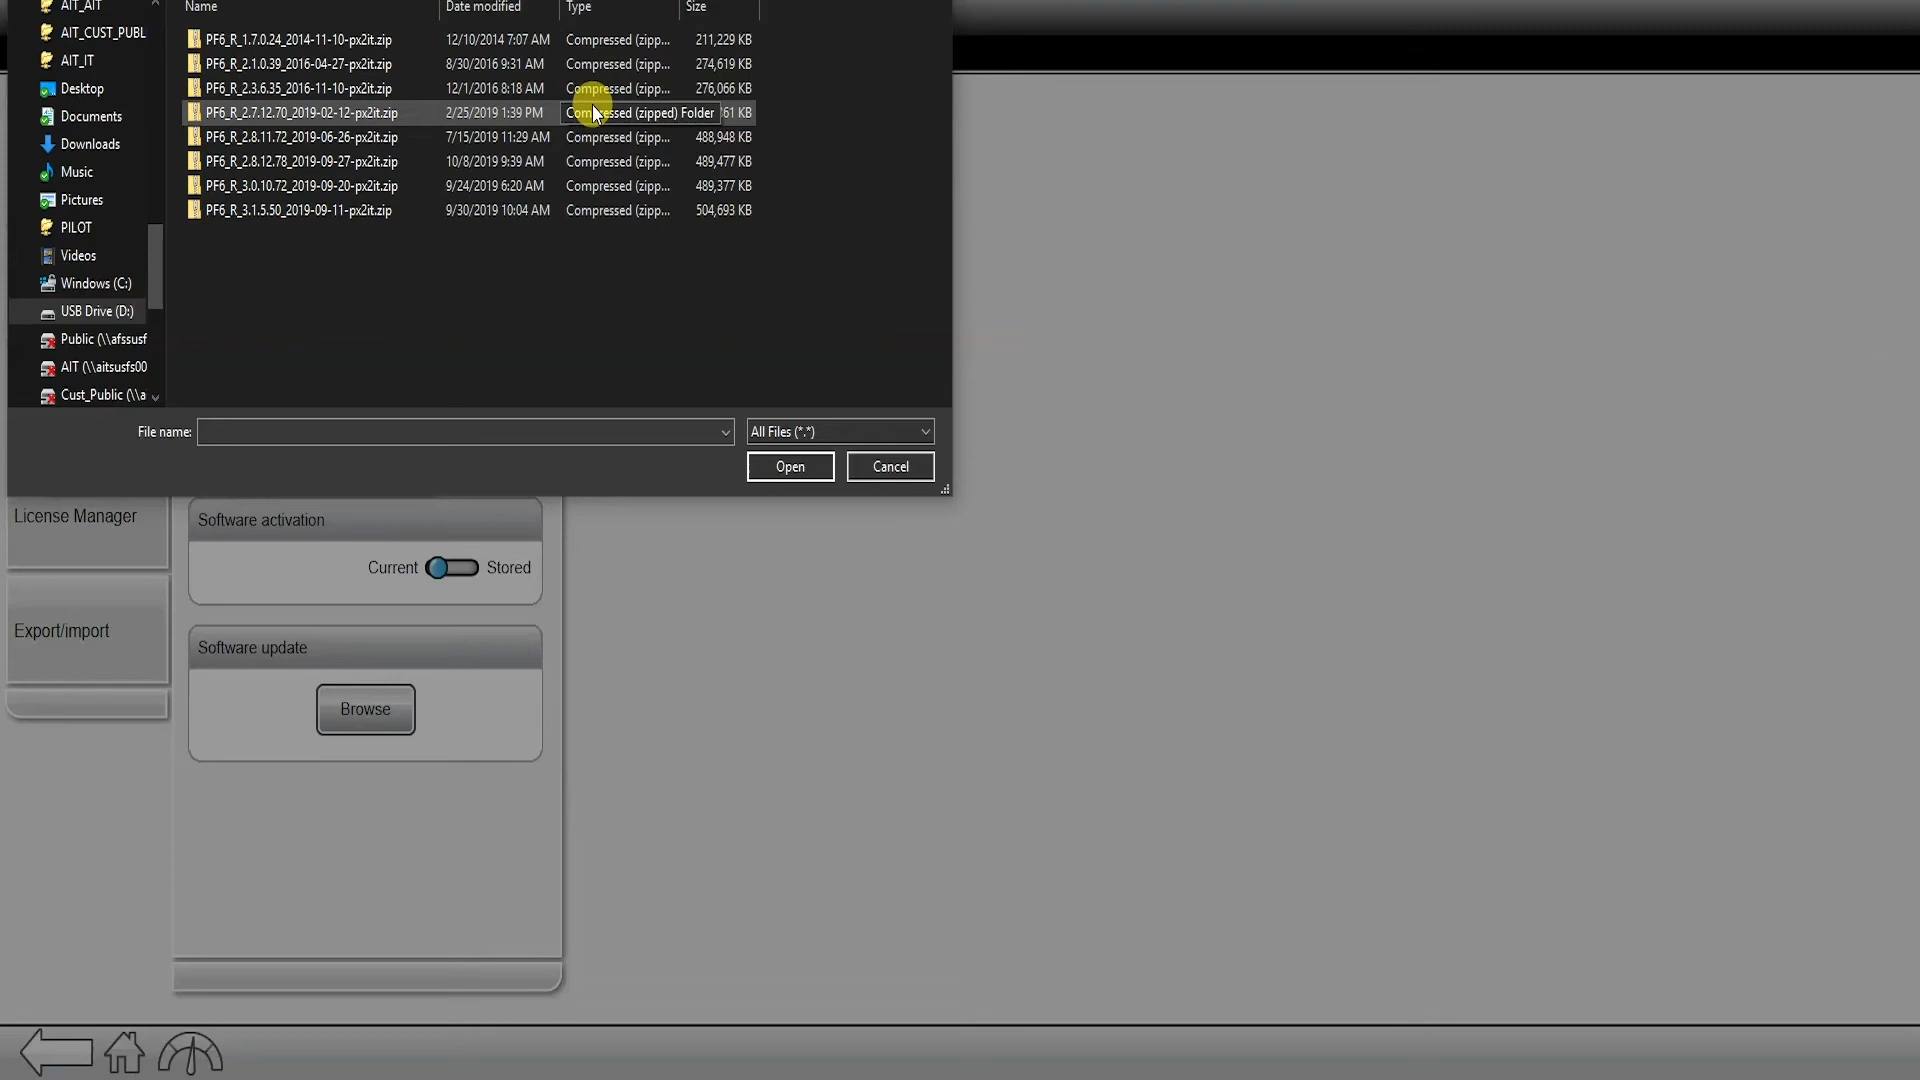 AIT_AIT
AIT_CUST_PUBL
AIT_IT
Desktop
Documents
Downloads
Music
Pictures
PILOT
Videos
Windows (C:)
USB Drive (D:)
Public (\\afssusf
AIT (\\aitsusfs00
Cust_Public (\\a
Name Date modified Type Size
PF6_R_1.7.0.24_2014-11-10-px2it.zip 12/10/2014 7:07 AM Compressed (zipp... 211,229 KB
PF6_R_2.1.0.39_2016-04-27-px2it.zip 8/30/2016 9:31 AM Compressed (zipp... 274,619 KB
PF6_R_2.3.6.35_2016-11-10-px2it.zip 12/1/2016 8:18 AM Compressed (zipp... 276,066 KB
PF6_R_2.7.12.70_2019-02-12-px2it.zip 2/25/2019 1:39 PM Compressed (zipped) Folder 61 KB
PF6_R_2.8.11.72_2019-06-26-px2it.zip 7/15/2019 11:29 AM Compressed (zipp... 488,948 KB
PF6_R_2.8.12.78_2019-09-27-px2it.zip 10/8/2019 9:39 AM Compressed (zipp... 489,477 KB
PF6_R_3.0.10.72_2019-09-20-px2it.zip 9/24/2019 6:20 AM Compressed (zipp... 489,377 KB
PF6_R_3.1.5.50_2019-09-11-px2it.zip 9/30/2019 10:04 AM Compressed (zipp... 504,693 KB
File name: All Files (*.*)
Open Cancel
License Manager
Export/import
Software activation
Current Stored
Software update
Browse